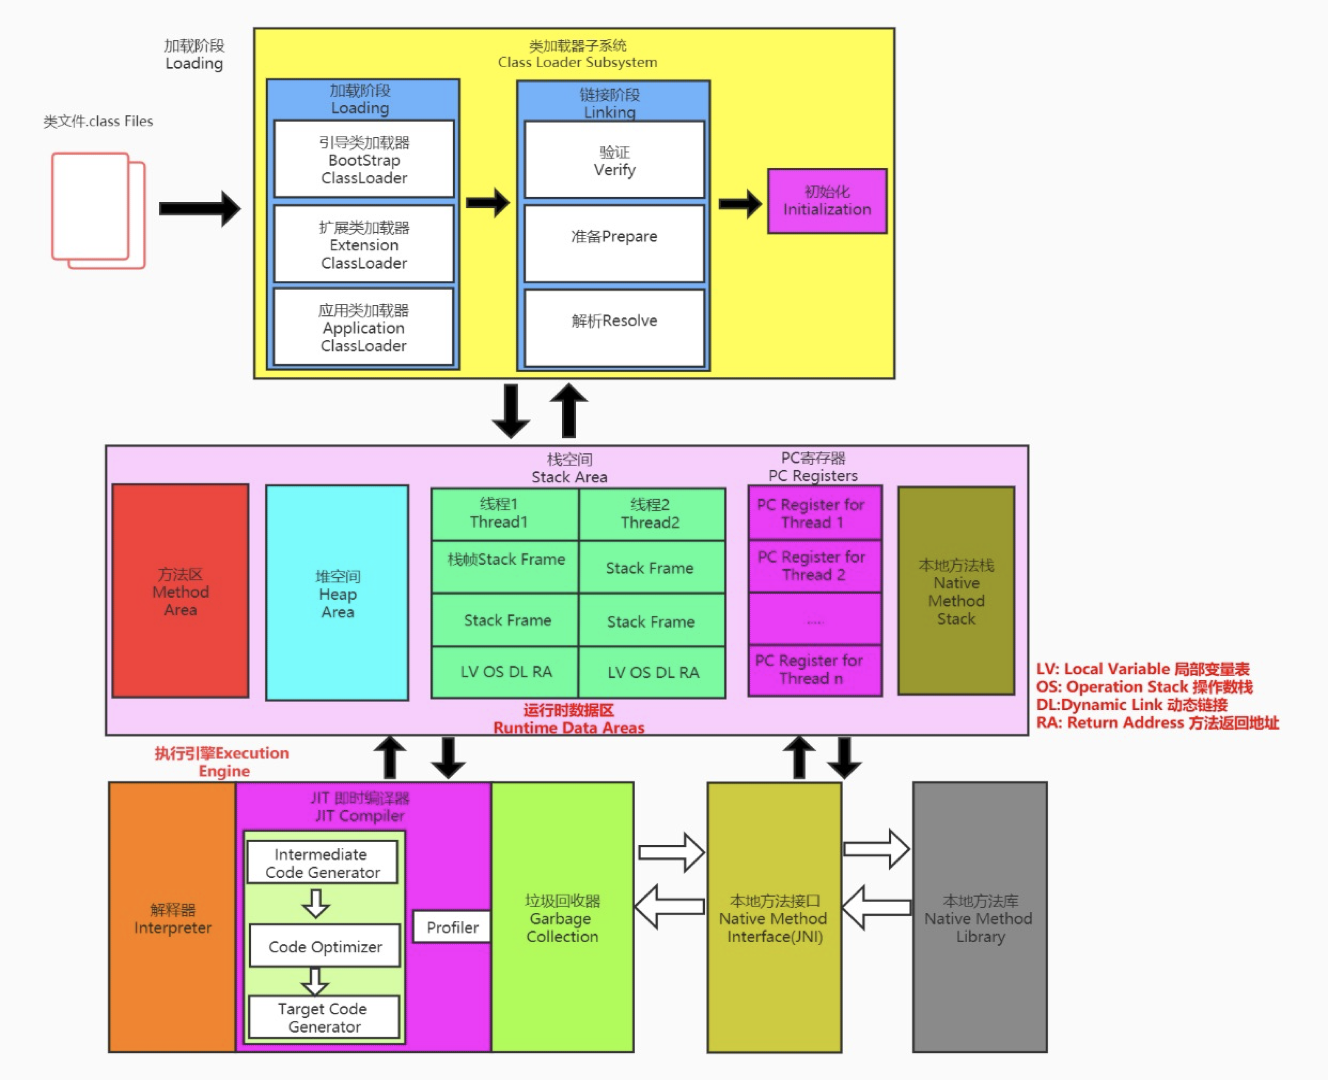 加载阶段
Loading
类加载器子系统
Class Loader Subsystem
类文件.class Files
加载阶段
Loading
引导类加载器
BootStrap
ClassLoader
扩展类加载器
Extension
ClassLoader
应用类加载器
Application
ClassLoader
链接阶段
Linking
验证
Verify
准备Prepare
解析Resolve
初始化
Initialization
方法区
Method
Area
堆空间
Heap
Area
栈空间
Stack Area
线程1
Thread1
线程2
Thread2
栈帧Stack Frame
Stack Frame
Stack Frame
Stack Frame
LV OS DL RA
LV OS DL RA
PC寄存器
PC Registers
PC Register for
Thread 1
PC Register for
Thread 2
.....
PC Register for
Thread n
本地方法栈
Native
Method
Stack
运行时数据区
Runtime Data Areas
LV: Local Variable 局部变量表
OS: Operation Stack 操作数栈
DL:Dynamic Link 动态链接
RA: Return Address 方法返回地址
执行引擎Execution
Engine
解释器
Interpreter
JIT 即时编译器
JIT Compiler
Intermediate
Code Generator
Code Optimizer
Target Code
Generator
Profiler
垃圾回收器
Garbage
Collection
本地方法接口
Native Method
Interface(JNI)
本地方法库
Native Method
Library